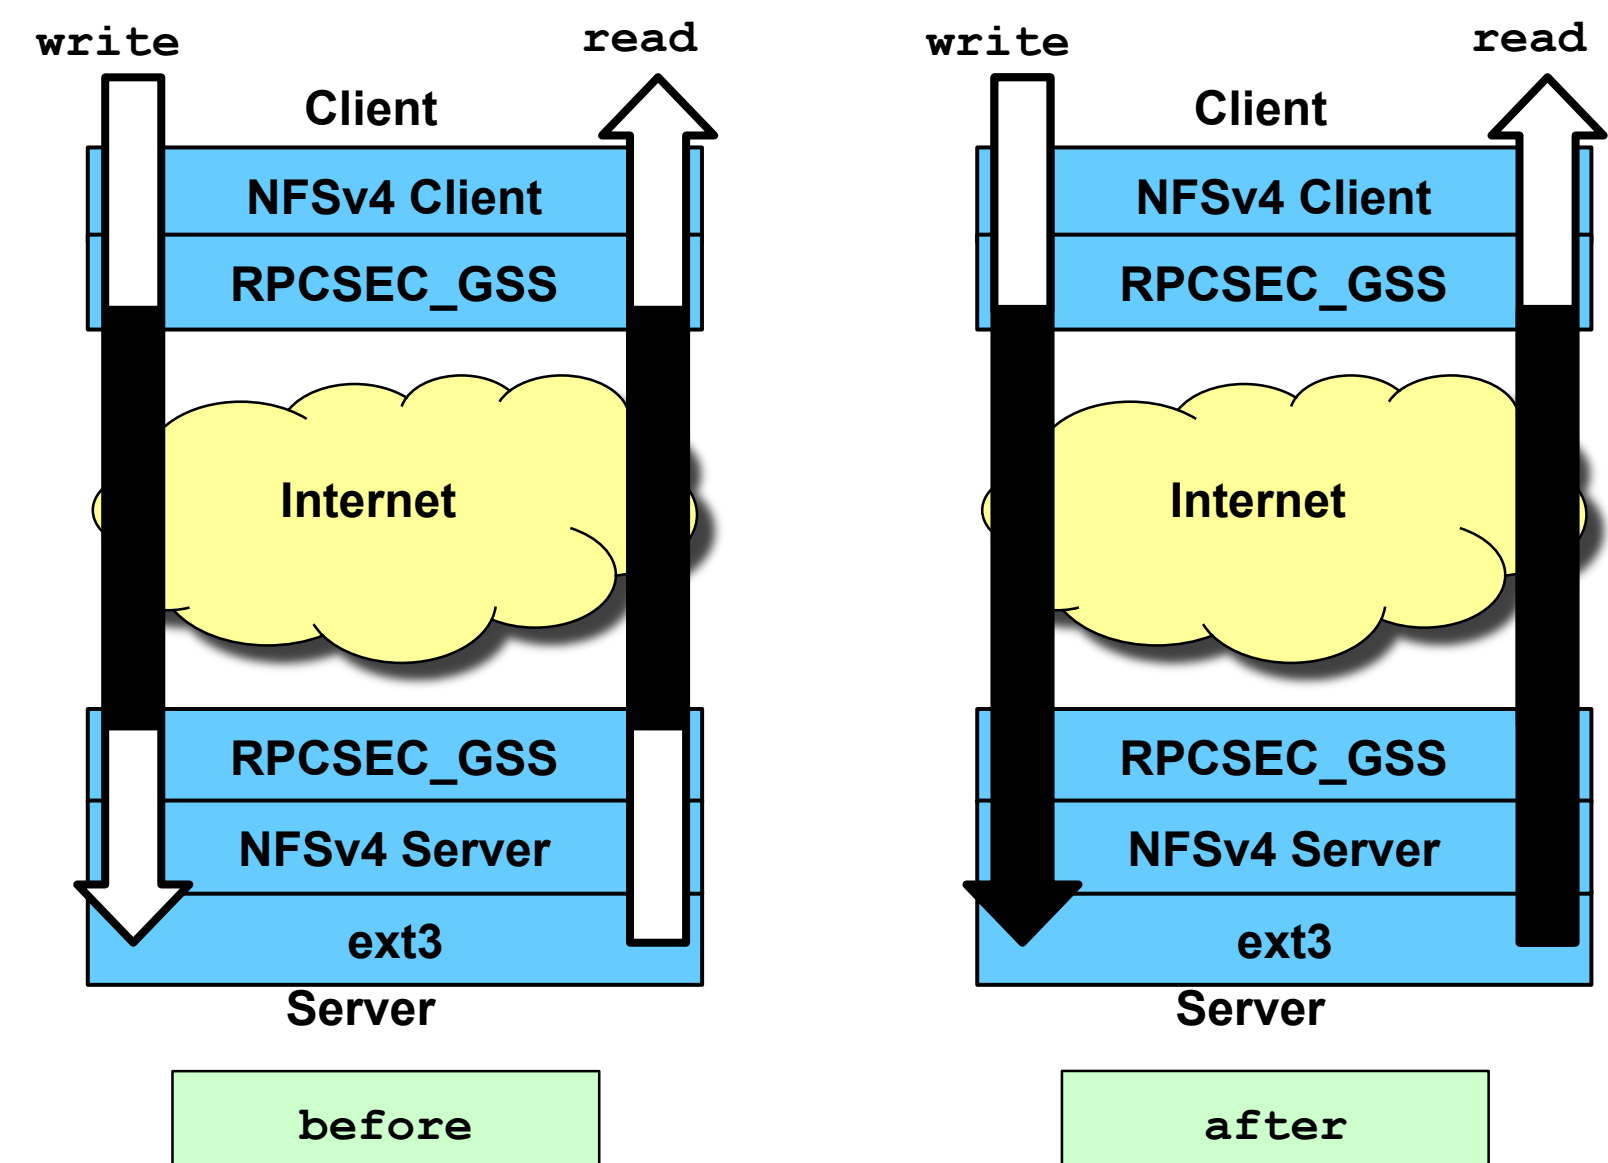 write
read
Client
NFSv4 Client
RPCSEC_GSS
Internet
RPCSEC_GSS
NFSv4 Server
ext3
Server
before
write
read
Client
NFSv4 Client
RPCSEC_GSS
Internet
RPCSEC_GSS
NFSv4 Server
ext3
Server
after